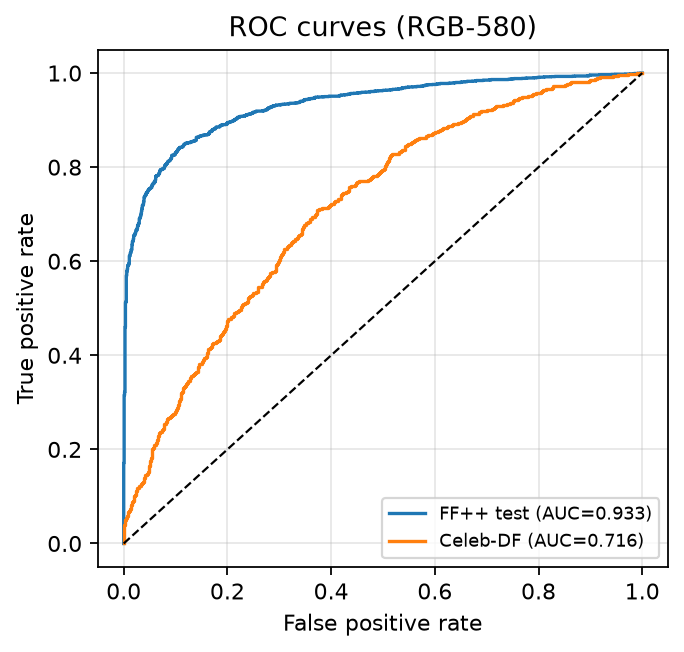 ROC curves (RGB-580)
True positive rate
1.0
0.8
0.6
0.4
0.2
0.0
FF++ test (AUC=0.933)
Celeb-DF (AUC=0.716)
0.0 0.2 0.4 0.6 0.8 1.0
False positive rate